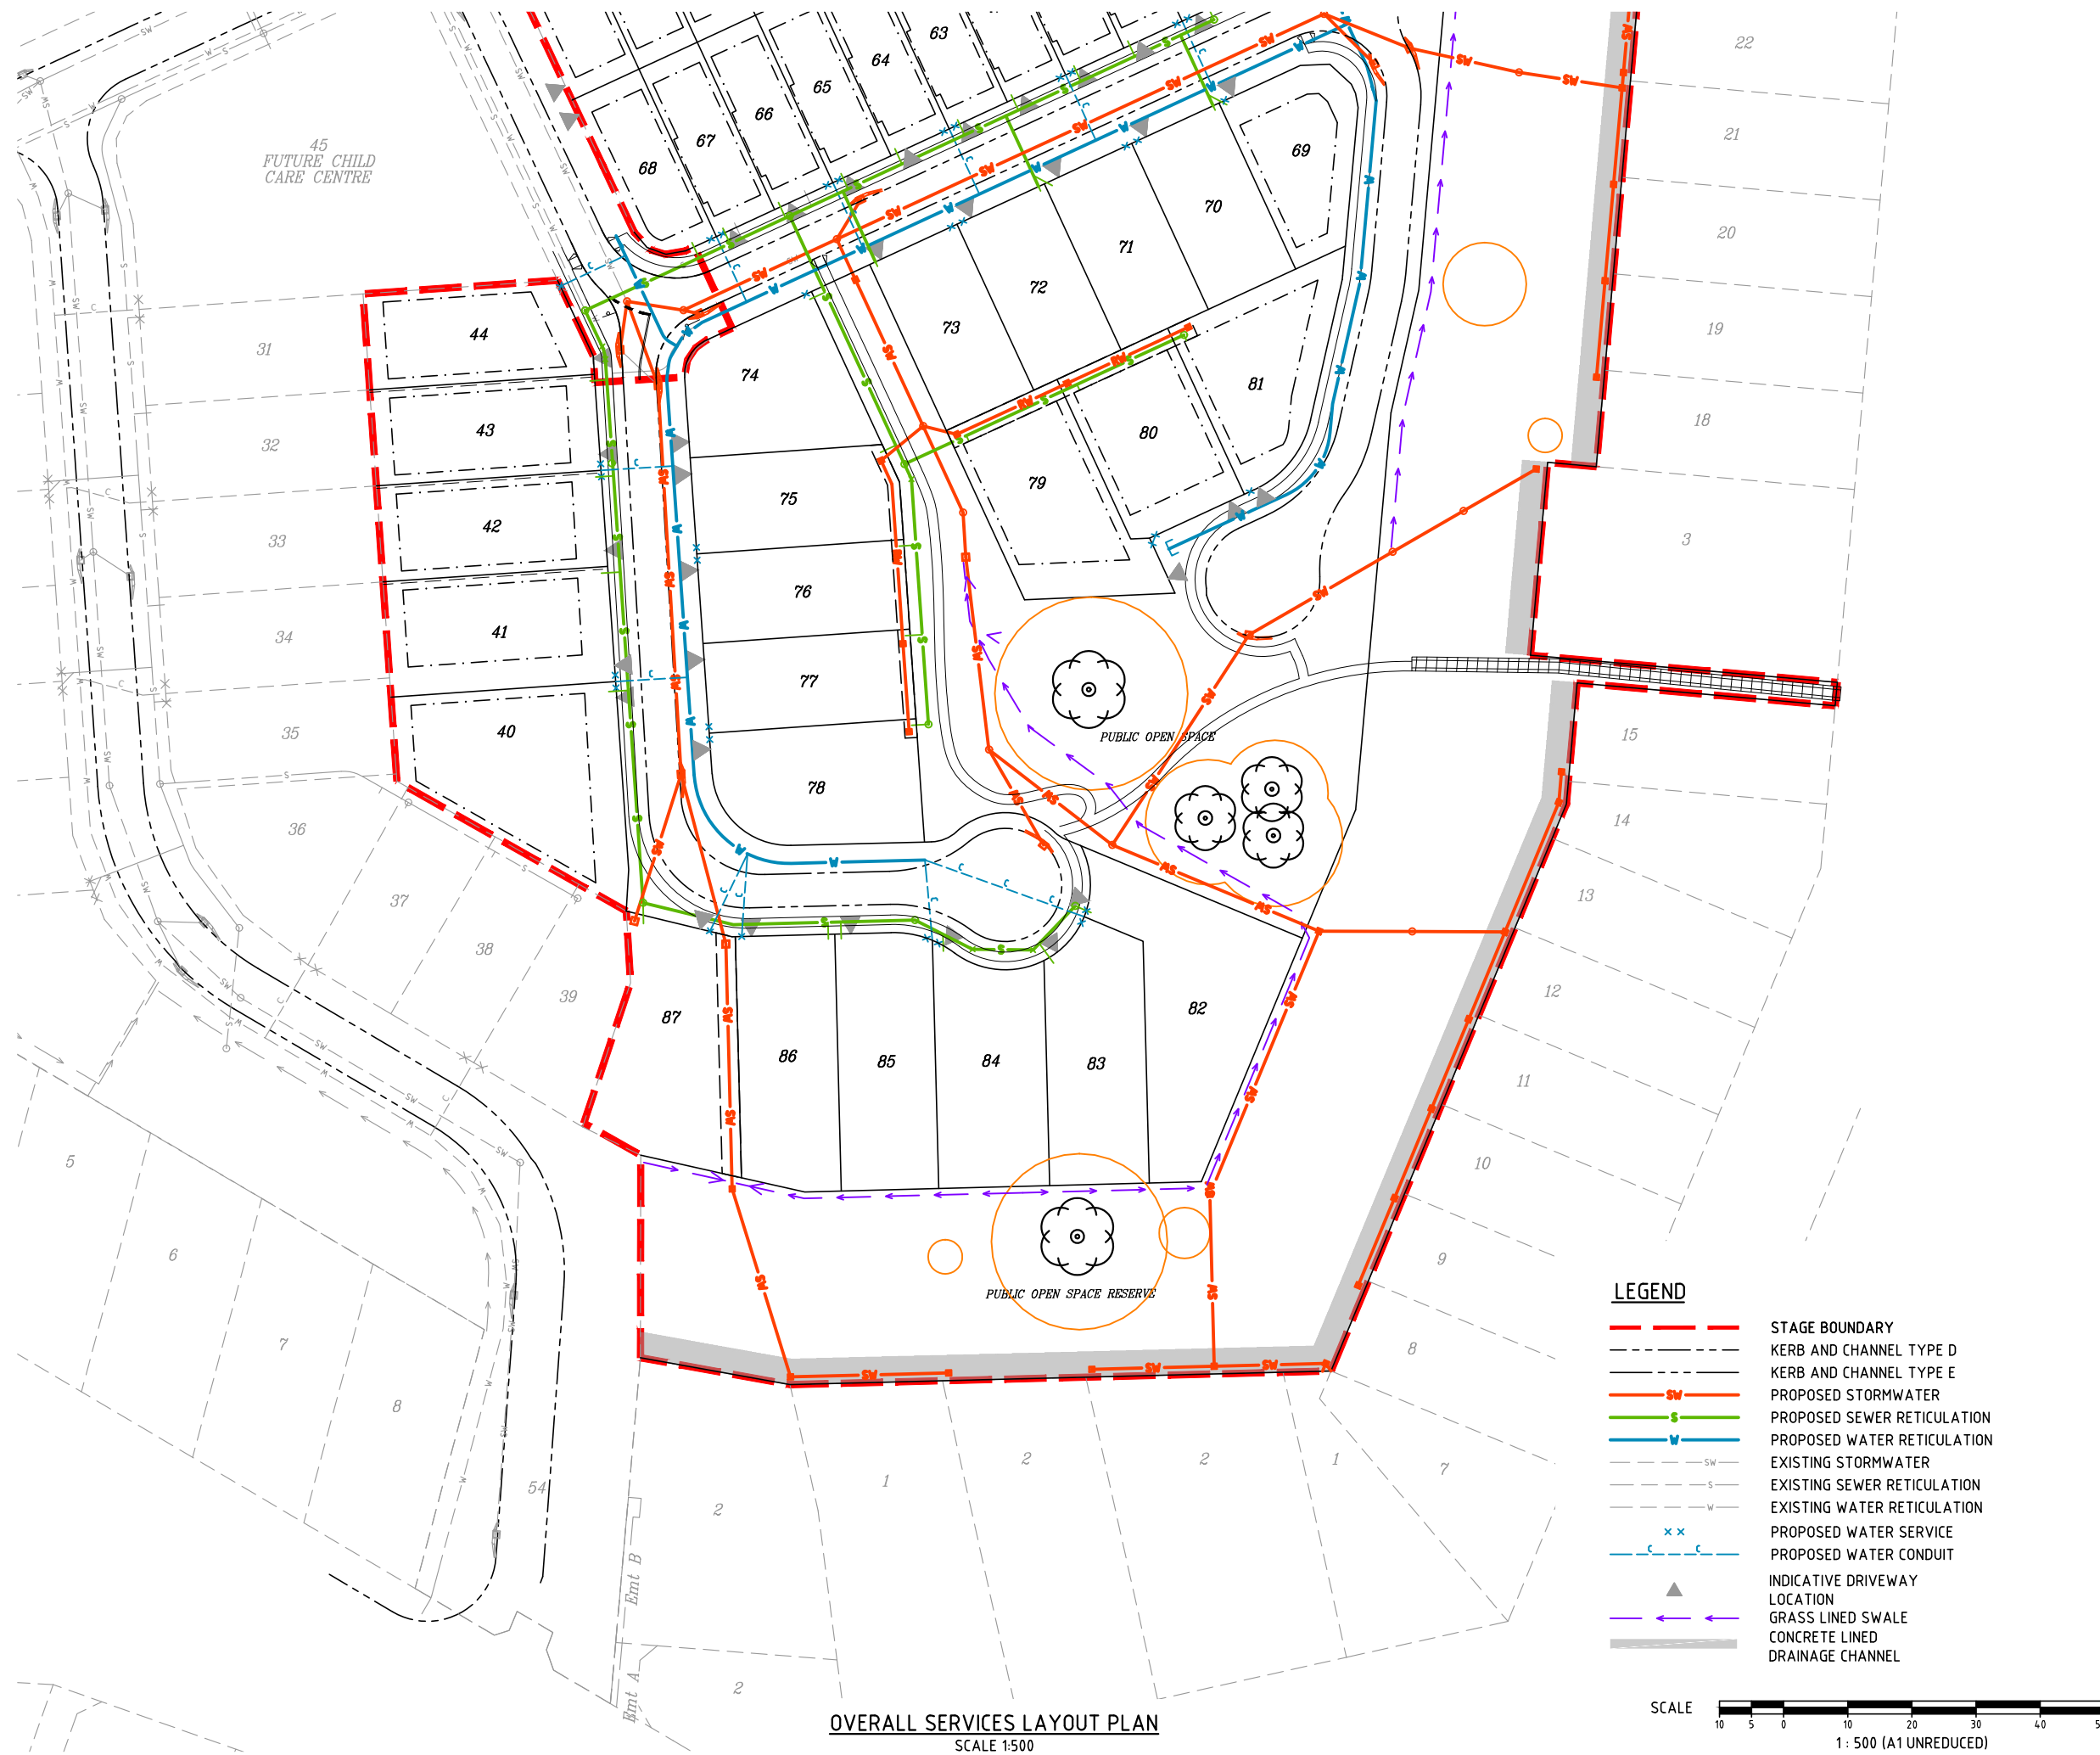 45
FUTURE CHILD
CARE CENTRE
63
64
65
66
67
68
69
70
71
72
73
74
75
76
77
78
79
80
81
82
83
84
85
86
87
44
43
42
41
40
31
32
33
34
35
36
37
38
39
22
21
20
19
18
3
15
14
13
12
11
10
9
8
7
1
2
2
1
2
2
54
5
6
7
8
Emt B
Emt A
PUBLIC OPEN SPACE
PUBLIC OPEN SPACE RESERVE
LEGEND
STAGE BOUNDARY
KERB AND CHANNEL TYPE D
KERB AND CHANNEL TYPE E
SW PROPOSED STORMWATER
S PROPOSED SEWER RETICULATION
W PROPOSED WATER RETICULATION
SW EXISTING STORMWATER
S EXISTING SEWER RETICULATION
W EXISTING WATER RETICULATION
PROPOSED WATER SERVICE
C C PROPOSED WATER CONDUIT
INDICATIVE DRIVEWAY
LOCATION
GRASS LINED SWALE
CONCRETE LINED
DRAINAGE CHANNEL
OVERALL SERVICES LAYOUT PLAN
SCALE 1:500
SCALE
10 5 0 10 20 30 40
1 : 500 (A1 UNREDUCED)